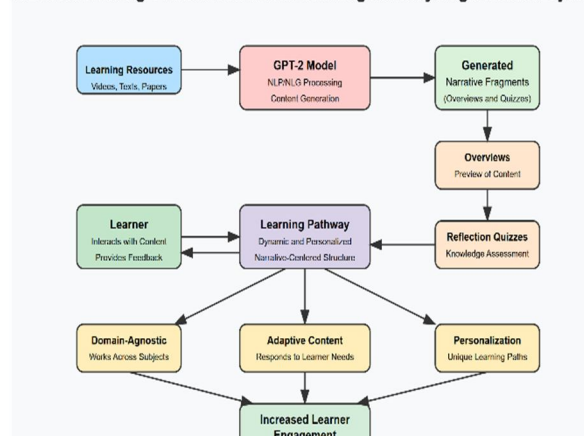 Learning Resources
Videos, Texts, Papers
GPT-2 Model
NLP/NLG Processing
Content Generation
Generated
Narrative Fragments
(Overviews and Quizzes)
Overviews
Preview of Content
Learner
Interacts with Content
Provides Feedback
Learning Pathway
Dynamic and Personalized
Narrative-Centered Structure
Reflection Quizzes
Knowledge Assessment
Domain-Agnostic
Works Across Subjects
Adaptive Content
Responds to Learner Needs
Personalization
Unique Learning Paths
Increased Learner
Engagement